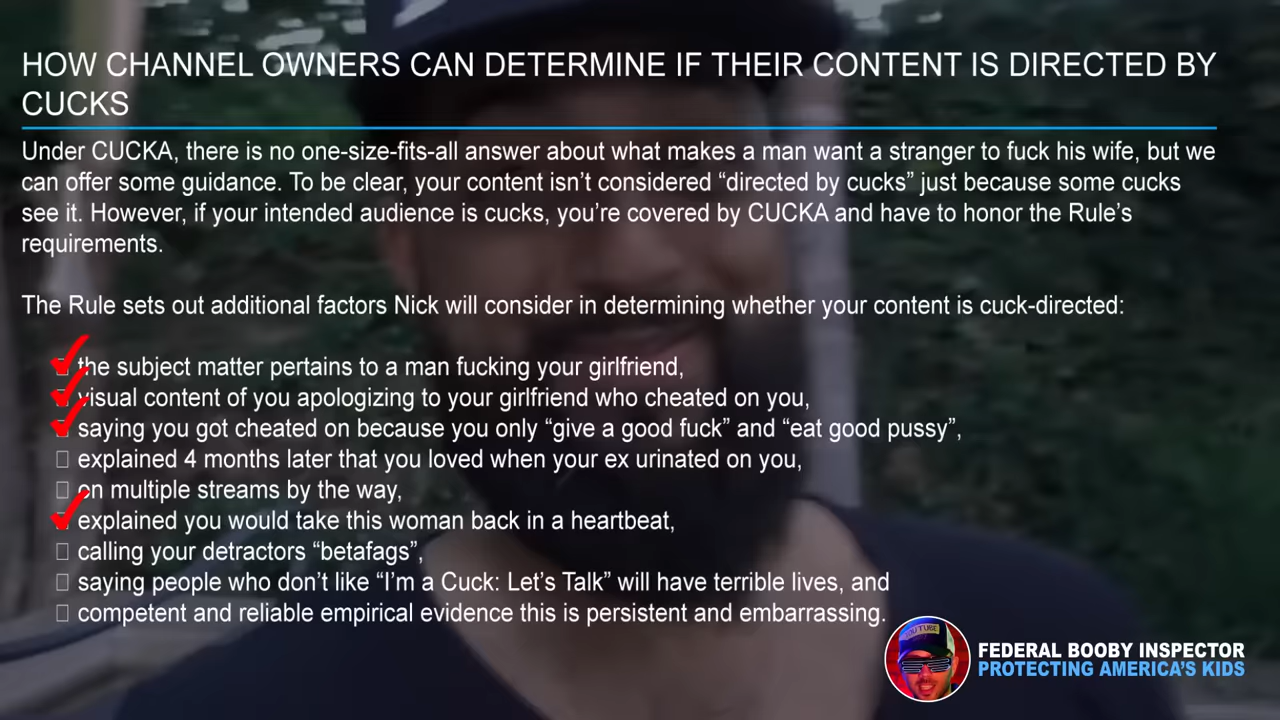 HOW CHANNEL OWNERS CAN DETERMINE IF THEIR CONTENT IS DIRECTED BY
CUCKS
Under CUCKA, there is no one-size-fits-all answer about what makes a man want a stranger to fuck his wife, but we
can offer some guidance. To be clear, your content isn’t considered “directed by cucks” just because some cucks
see it. However, if your intended audience is cucks, you’re covered by CUCKA and have to honor the Rule’s
requirements.
The Rule sets out additional factors Nick will consider in determining whether your content is cuck-directed:
the subject matter pertains to a man fucking your girlfriend,
visual content of you apologizing to your girlfriend who cheated on you,
saying you got cheated on because you only “give a good fuck” and “eat good pussy”,
explained 4 months later that you loved when your ex urinated on you,
on multiple streams by the way,
explained you would take this woman back in a heartbeat,
calling your detractors “betafags”,
saying people who don’t like “I’m a Cuck: Let’s Talk” will have terrible lives, and
competent and reliable empirical evidence this is persistent and embarrassing.
FEDERAL BOOBY INSPECTOR
PROTECTING AMERICA’S KIDS